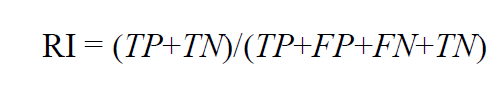 RI = (TP+TN)/(TP+FP+FN+TN)